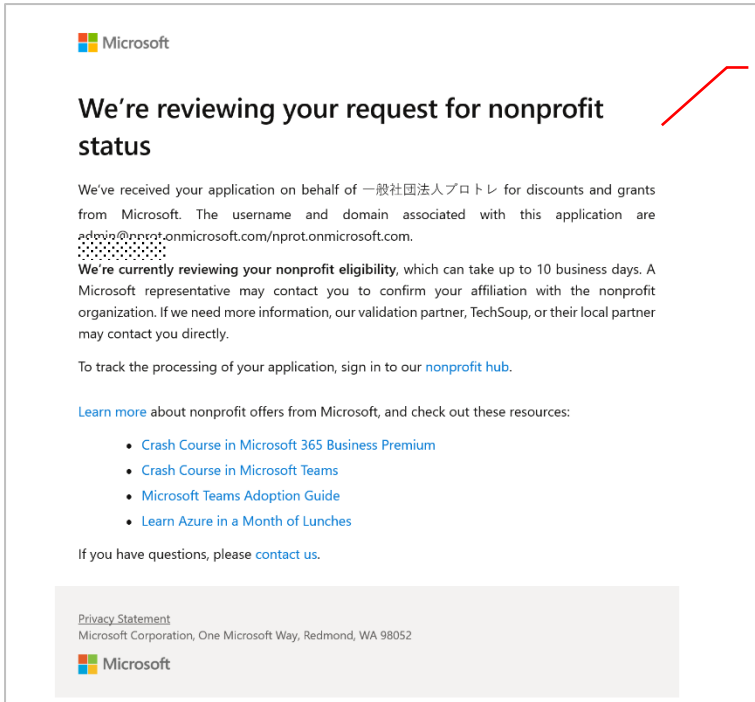 Microsoft
We're reviewing your request for nonprofit
status
We've received your application on behalf of 一般社団法人プロトレ for discounts and grants
from Microsoft. The username and domain associated with this application are
admin@nprot.onmicrosoft.com/nprot.onmicrosoft.com.
We're currently reviewing your nonprofit eligibility, which can take up to 10 business days. A
Microsoft representative may contact you to confirm your affiliation with the nonprofit
organization. If we need more information, our validation partner, TechSoup, or their local partner
may contact you directly.
To track the processing of your application, sign in to our nonprofit hub.
Learn more about nonprofit offers from Microsoft, and check out these resources:
• Crash Course in Microsoft 365 Business Premium
• Crash Course in Microsoft Teams
• Microsoft Teams Adoption Guide
• Learn Azure in a Month of Lunches
If you have questions, please contact us.
Privacy Statement
Microsoft Corporation, One Microsoft Way, Redmond, WA 98052
Microsoft